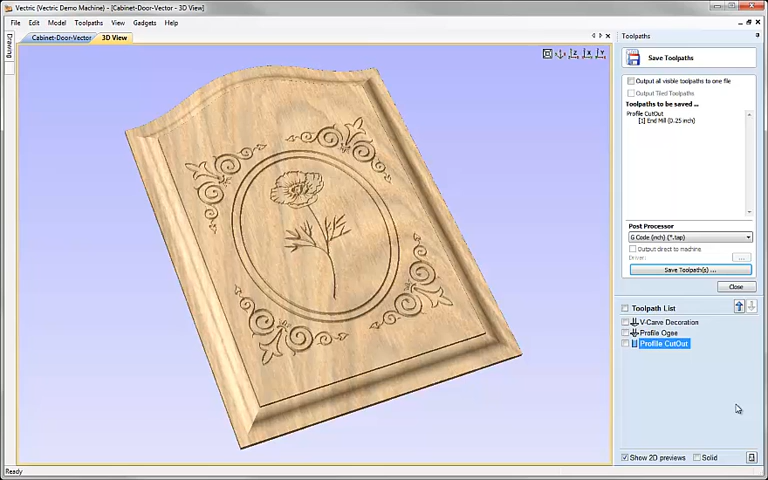 Vectric (Vectric Demo Machine) - [Cabinet-Door-Vector - 3D View]
File Edit Model Toolpaths View Gadgets Help
Drawing
Cabinet-Door-Vector 3D View
Toolpaths
Save Toolpaths
Output all visible toolpaths to one file
Output Tiled Toolpaths
Toolpaths to be saved ...
Profile CutOut
[1] End Mill (0.25 inch)
Post Processor
G Code (inch) (*.tap)
Output direct to machine
Driver:
...
Save Toolpath(s) ...
Close
Toolpath List
V-Carve Decoration
Profile Ogee
Profile CutOut
Show 2D previews Solid
Ready